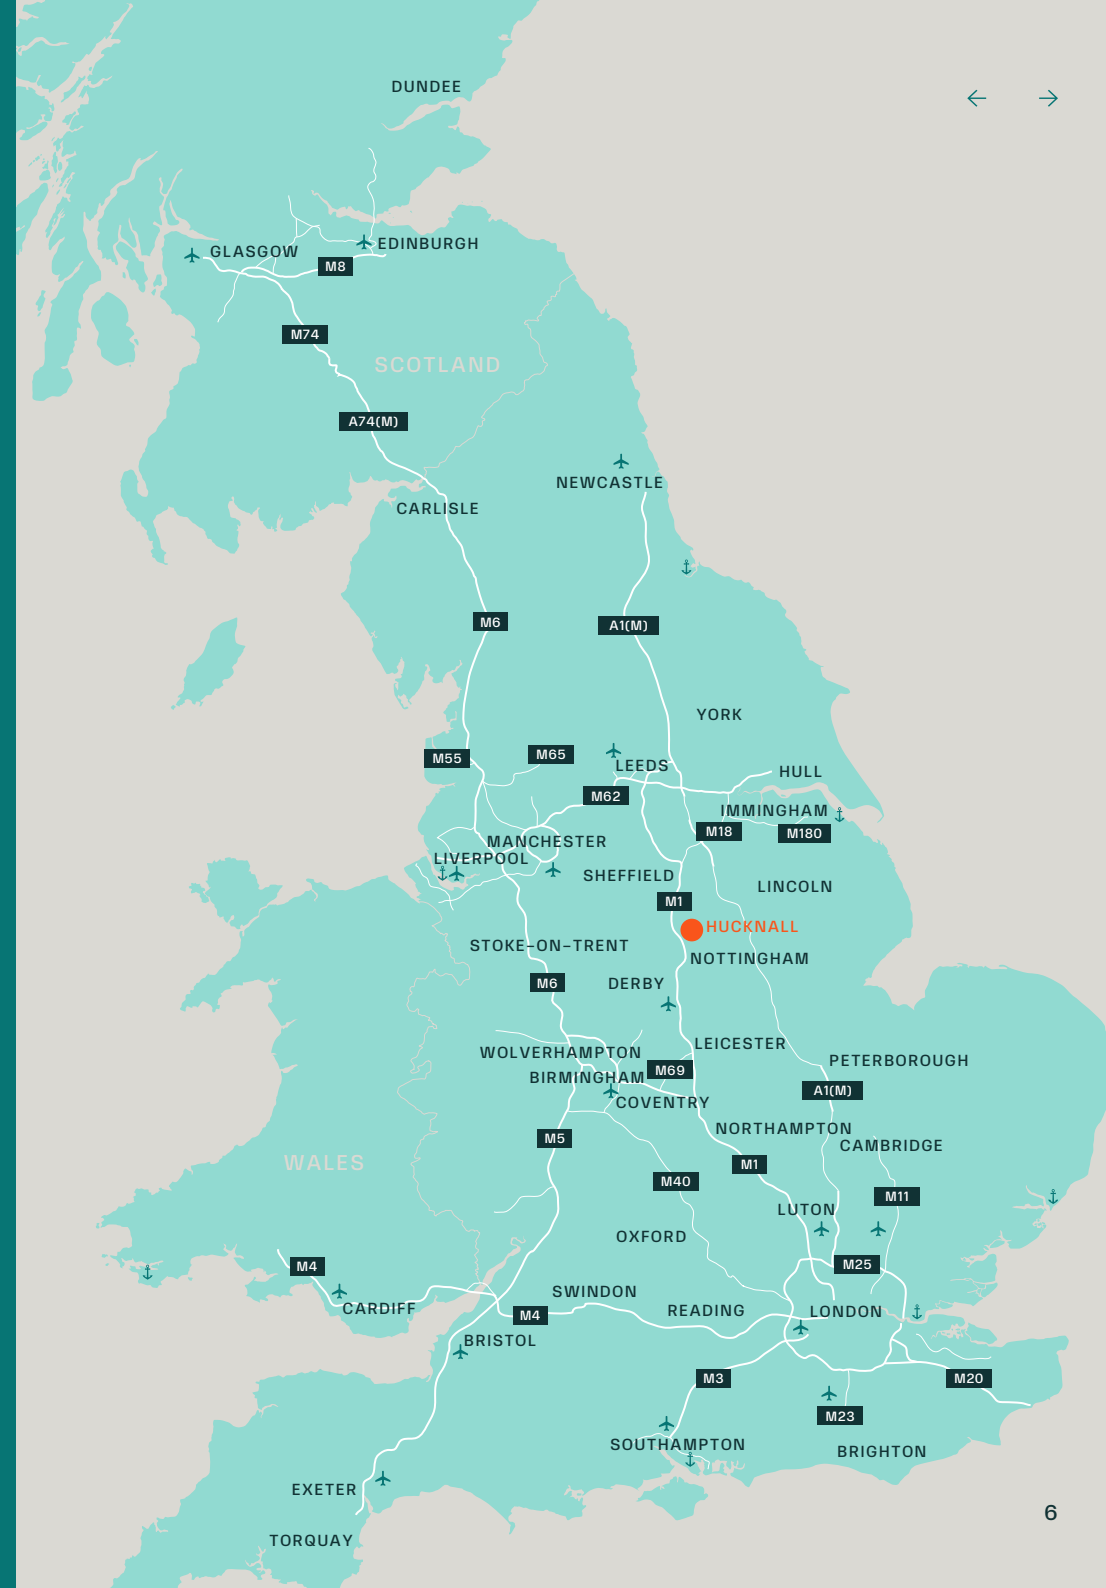 DUNDEE
EDINBURGH
GLASGOW
M8
M74
SCOTLAND
A74(M)
NEWCASTLE
CARLISLE
M6
A1(M)
YORK
M55
M65
LEEDS
HULL
M62
IMMINGHAM
M18
M180
MANCHESTER
LIVERPOOL
SHEFFIELD
LINCOLN
M1
HUCKNALL
STOKE-ON-TRENT
NOTTINGHAM
M6
DERBY
LEICESTER
WOLVERHAMPTON
PETERBOROUGH
M69
BIRMINGHAM
A1(M)
COVENTRY
NORTHAMPTON
M5
CAMBRIDGE
WALES
M1
M40
M11
LUTON
OXFORD
M4
M25
SWINDON
CARDIFF
READING
LONDON
M4
BRISTOL
M3
M20
M23
SOUTHAMPTON
BRIGHTON
EXETER
6
TORQUAY